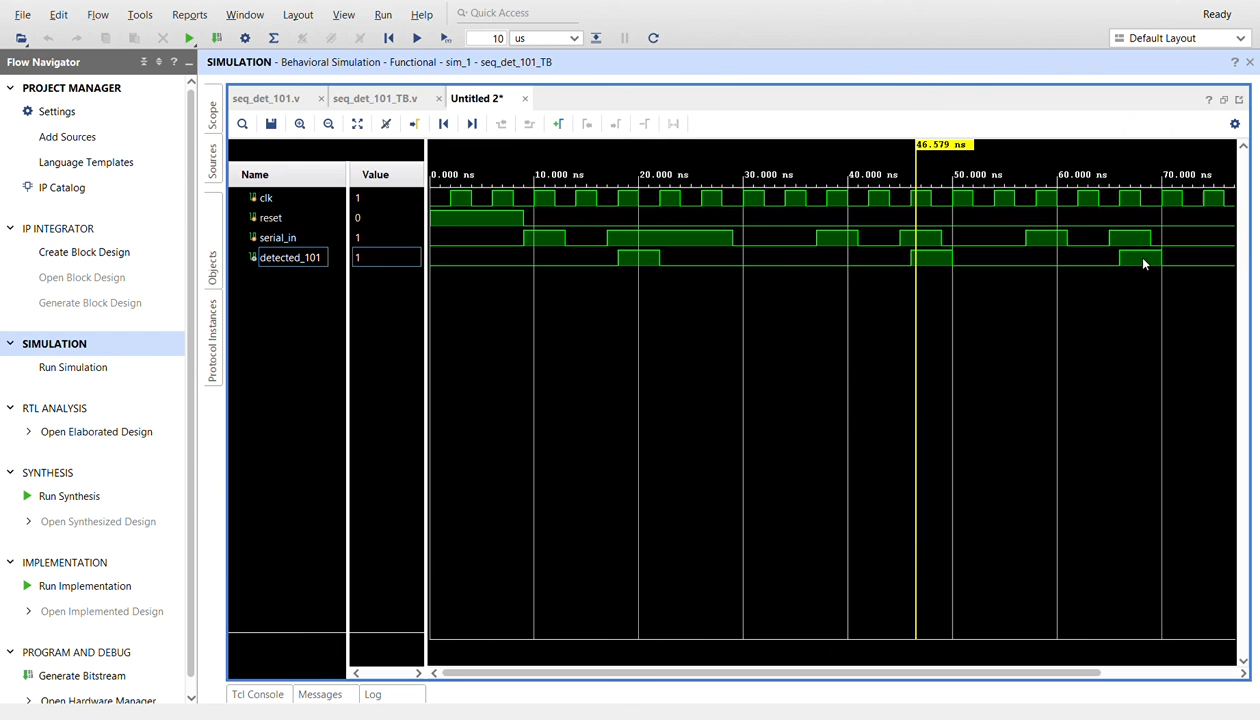 File Edit Flow Tools Reports Window Layout View Run Help Quick Access Ready
10 us Default Layout
Flow Navigator
SIMULATION - Behavioral Simulation - Functional - sim_1 - seq_det_101_TB
PROJECT MANAGER
Settings
Add Sources
Language Templates
IP Catalog
IP INTEGRATOR
Create Block Design
Open Block Design
Generate Block Design
SIMULATION
Run Simulation
RTL ANALYSIS
Open Elaborated Design
SYNTHESIS
Run Synthesis
Open Synthesized Design
IMPLEMENTATION
Run Implementation
Open Implemented Design
PROGRAM AND DEBUG
Generate Bitstream
Open Hardware Manager
Scope
Sources
Objects
Protocol Instances
seq_det_101.v seq_det_101_TB.v Untitled 2*
46.579 ns
Name Value
0.000 ns 10.000 ns 20.000 ns 30.000 ns 40.000 ns 50.000 ns 60.000 ns 70.000 ns
clk 1
reset 0
serial_in 1
detected_101 1
Tcl Console Messages Log